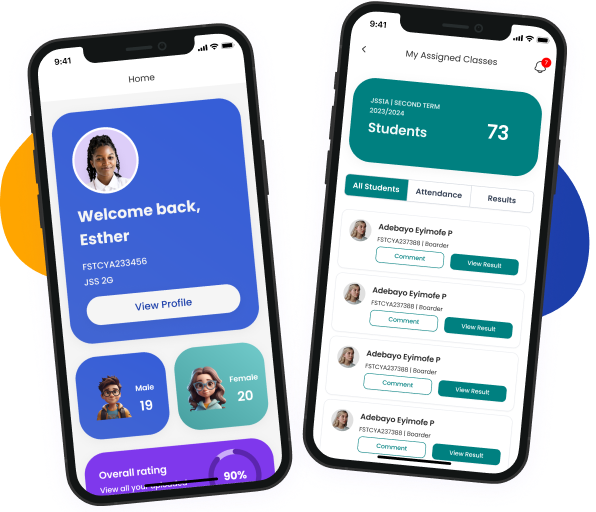 9:41
Home
Welcome back,
Esther
FSTCYA233456
JSS 2G
View Profile
Male
19
Female
20
Overall rating
View all your uploaded
90%
9:41
My Assigned Classes
7
JSS1A | SECOND TERM
2023/2024
Students
73
All Students
Attendance
Results
Adebayo Eyimofe P
FSTCYA237388 | Boarder
Comment
View Result
Adebayo Eyimofe P
FSTCYA237388 | Boarder
Comment
View Result
Adebayo Eyimofe P
FSTCYA237388 | Boarder
Comment
View Result
Adebayo Eyimofe P
FSTCYA237388 | Boarder
Comment
View Result